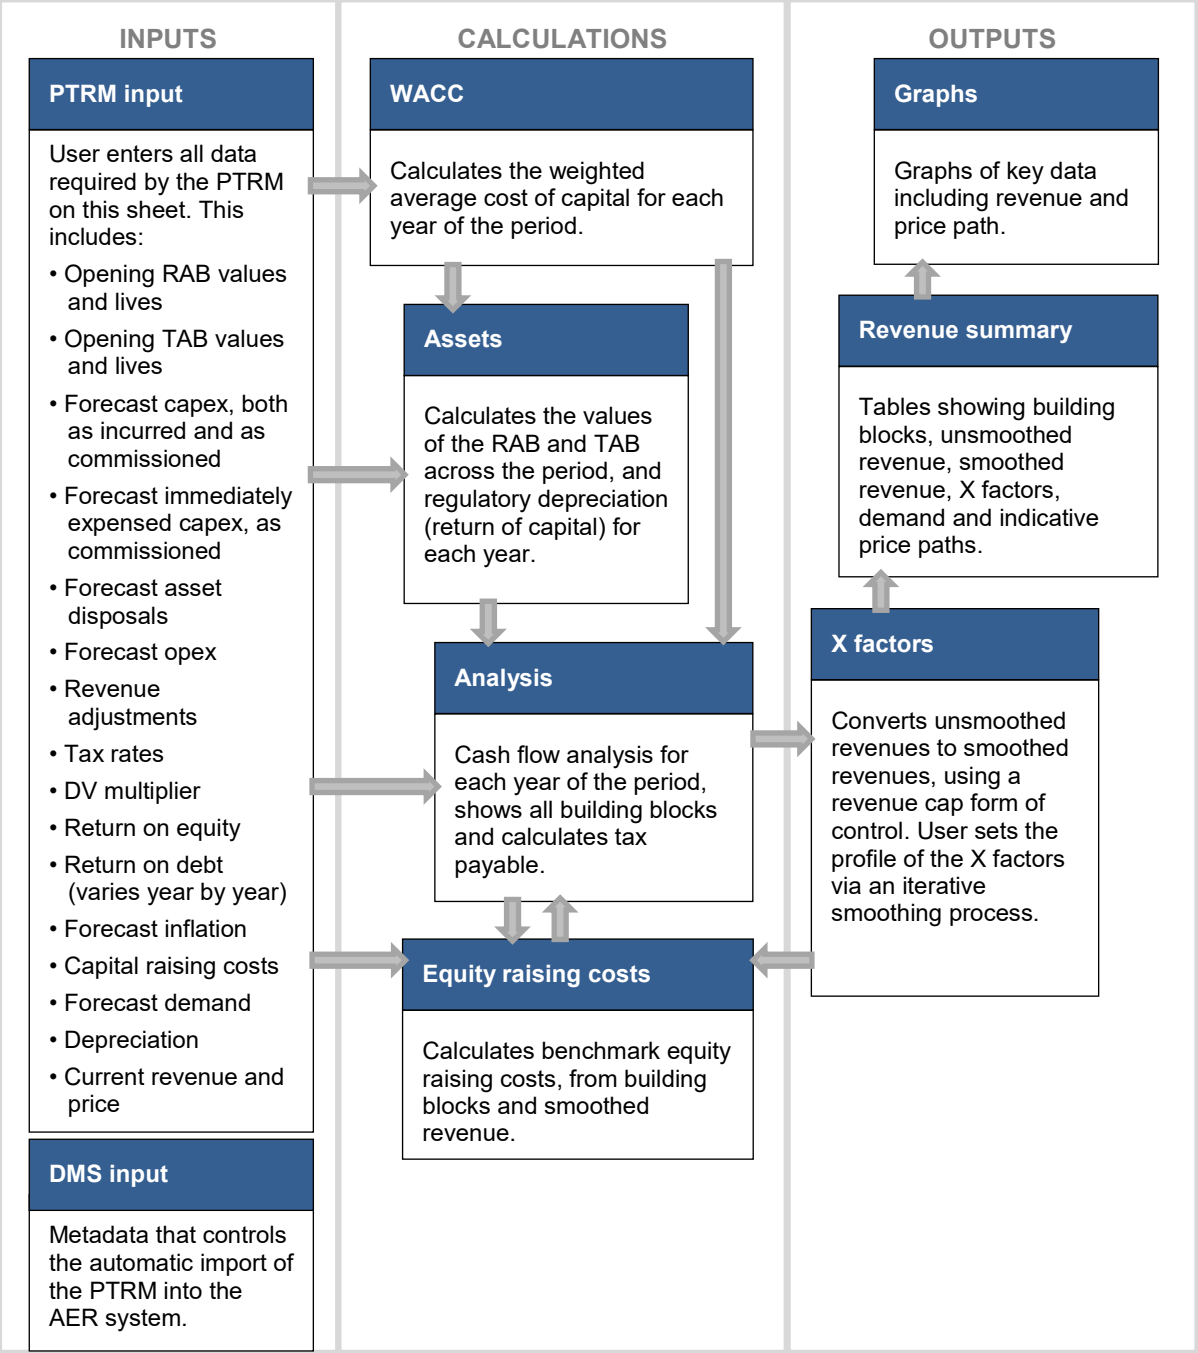 INPUTS
PTRM input
User enters all data
required by the PTRM
on this sheet. This
includes:
• Opening RAB values
and lives
• Opening TAB values
and lives
• Forecast capex, both
as incurred and as
commissioned
• Forecast immediately
expensed capex, as
commissioned
• Forecast asset
disposals
• Forecast opex
• Revenue
adjustments
• Tax rates
• DV multiplier
• Return on equity
• Return on debt
(varies year by year)
• Forecast inflation
• Capital raising costs
• Forecast demand
• Depreciation
• Current revenue and
price
DMS input
Metadata that controls
the automatic import of
the PTRM into the
AER system.
CALCULATIONS
WACC
Calculates the weighted
average cost of capital for each
year of the period.
Assets
Calculates the values
of the RAB and TAB
across the period, and
regulatory depreciation
(return of capital) for
each year.
Analysis
Cash flow analysis for
each year of the period,
shows all building blocks
and calculates tax
payable.
Equity raising costs
Calculates benchmark equity
raising costs, from building
blocks and smoothed
revenue.
OUTPUTS
Graphs
Graphs of key data
including revenue and
price path.
Revenue summary
Tables showing building
blocks, unsmoothed
revenue, smoothed
revenue, X factors,
demand and indicative
price paths.
X factors
Converts unsmoothed
revenues to smoothed
revenues, using a
revenue cap form of
control. User sets the
profile of the X factors
via an iterative
smoothing process.